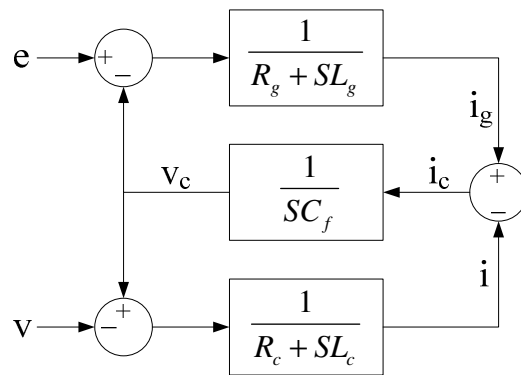 e
+
−
1
R_g + SL_g
i_g
v_c
1
SC_f
i_c
+
−
i
v
+
−
1
R_c + SL_c